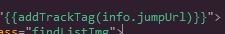 "{{addTrackTag(info.jumpUrl)}}">
ass="findListImg">